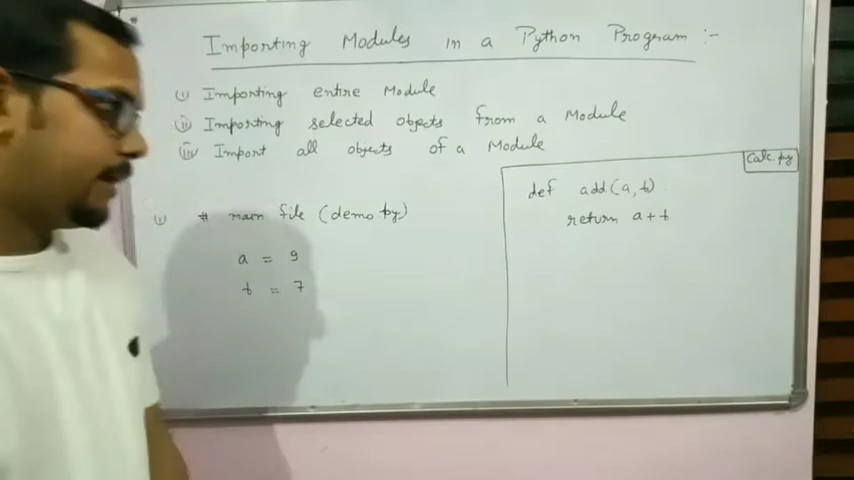 Importing Modules in a Python Program :-
(i) Importing entire Module
(ii) Importing selected objects from a Module
(iii) Import all objects of a Module
Calc.py
def add(a, b)
return a+b
(i) # main file (demo.py)
a = 9
b = 7